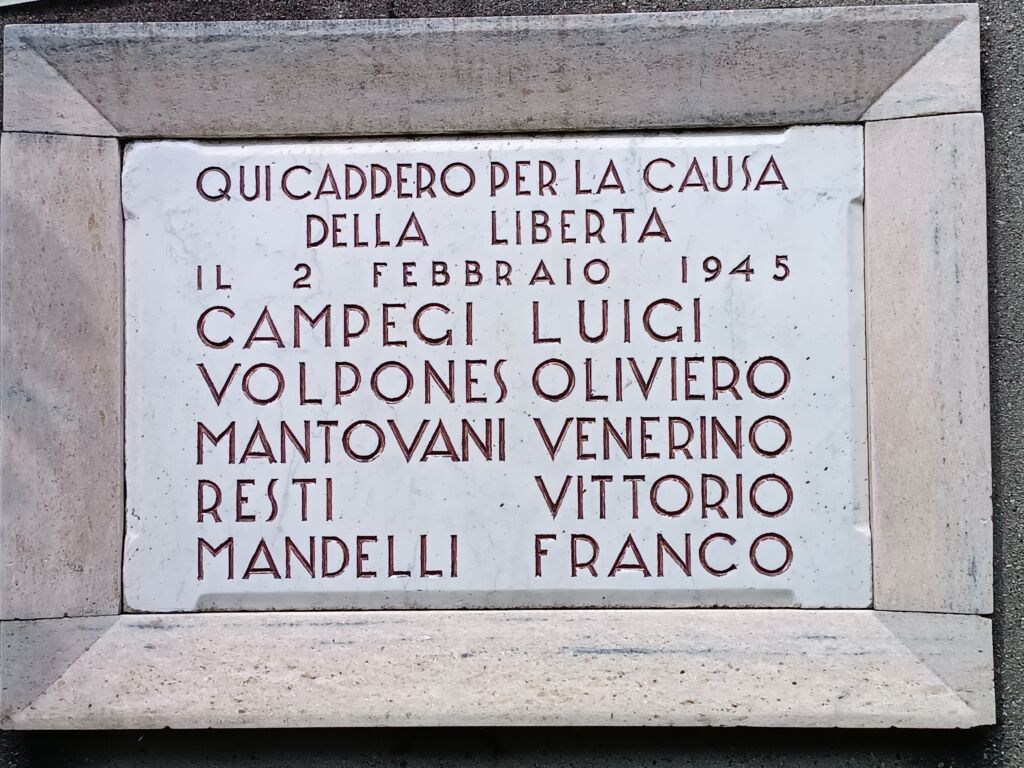 QUI CADDERO PER LA CAUSA
DELLA LIBERTA
IL 2 FEBBRAIO 1945
CAMPEGI LUIGI
VOLPONES OLIVIERO
MANTOVANI VENERINO
RESTI VITTORIO
MANDELLI FRANCO